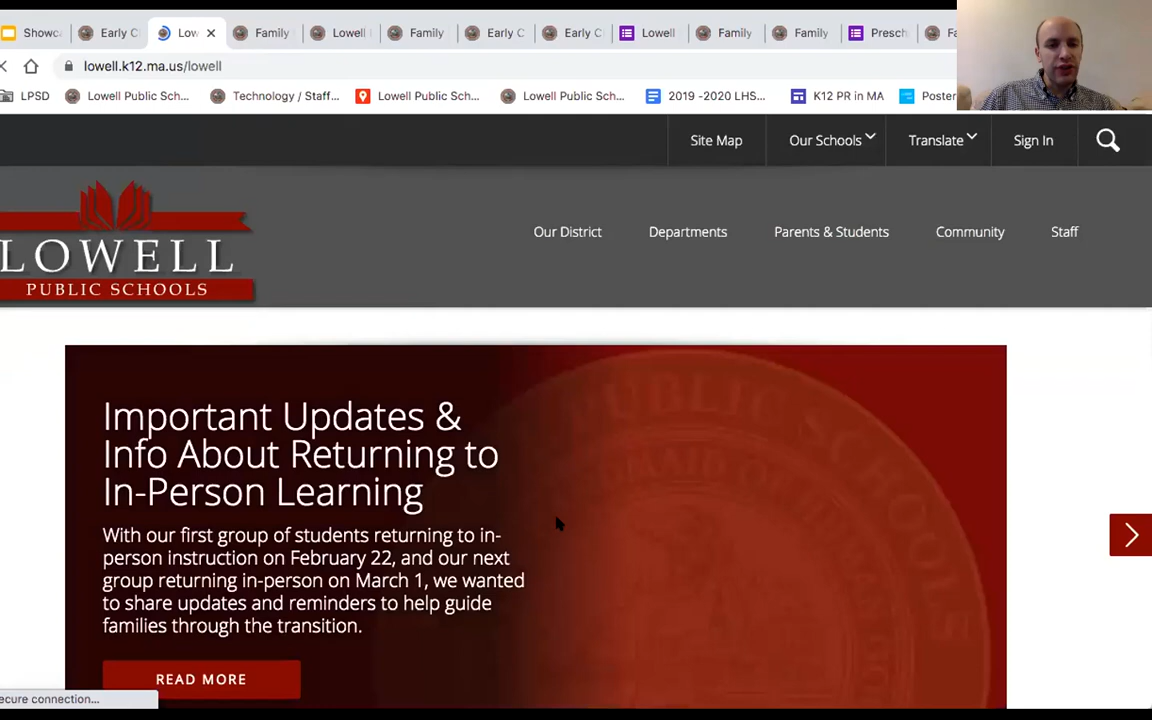 Showc
Early C
Low
Family
Lowell
Family
Early C
Early C
Lowell
Family
Family
Presch
Fa
lowell.k12.ma.us/lowell
LPSD
Lowell Public Sch...
Technology / Staff...
Lowell Public Sch...
Lowell Public Sch...
2019 -2020 LHS...
K12 PR in MA
Poster
Site Map
Our Schools
Translate
Sign In
LOWELL
PUBLIC SCHOOLS
Our District
Departments
Parents & Students
Community
Staff
Important Updates &
Info About Returning to
In-Person Learning
With our first group of students returning to in-
person instruction on February 22, and our next
group returning in-person on March 1, we wanted
to share updates and reminders to help guide
families through the transition.
READ MORE
PUBLIC SCHOOLS
ecure connection...